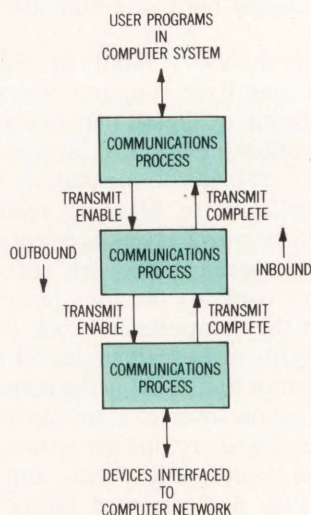 USER PROGRAMS
IN
COMPUTER SYSTEM
COMMUNICATIONS
PROCESS
TRANSMIT
ENABLE
TRANSMIT
COMPLETE
OUTBOUND
COMMUNICATIONS
PROCESS
INBOUND
TRANSMIT
ENABLE
TRANSMIT
COMPLETE
COMMUNICATIONS
PROCESS
DEVICES INTERFACED
TO
COMPUTER NETWORK